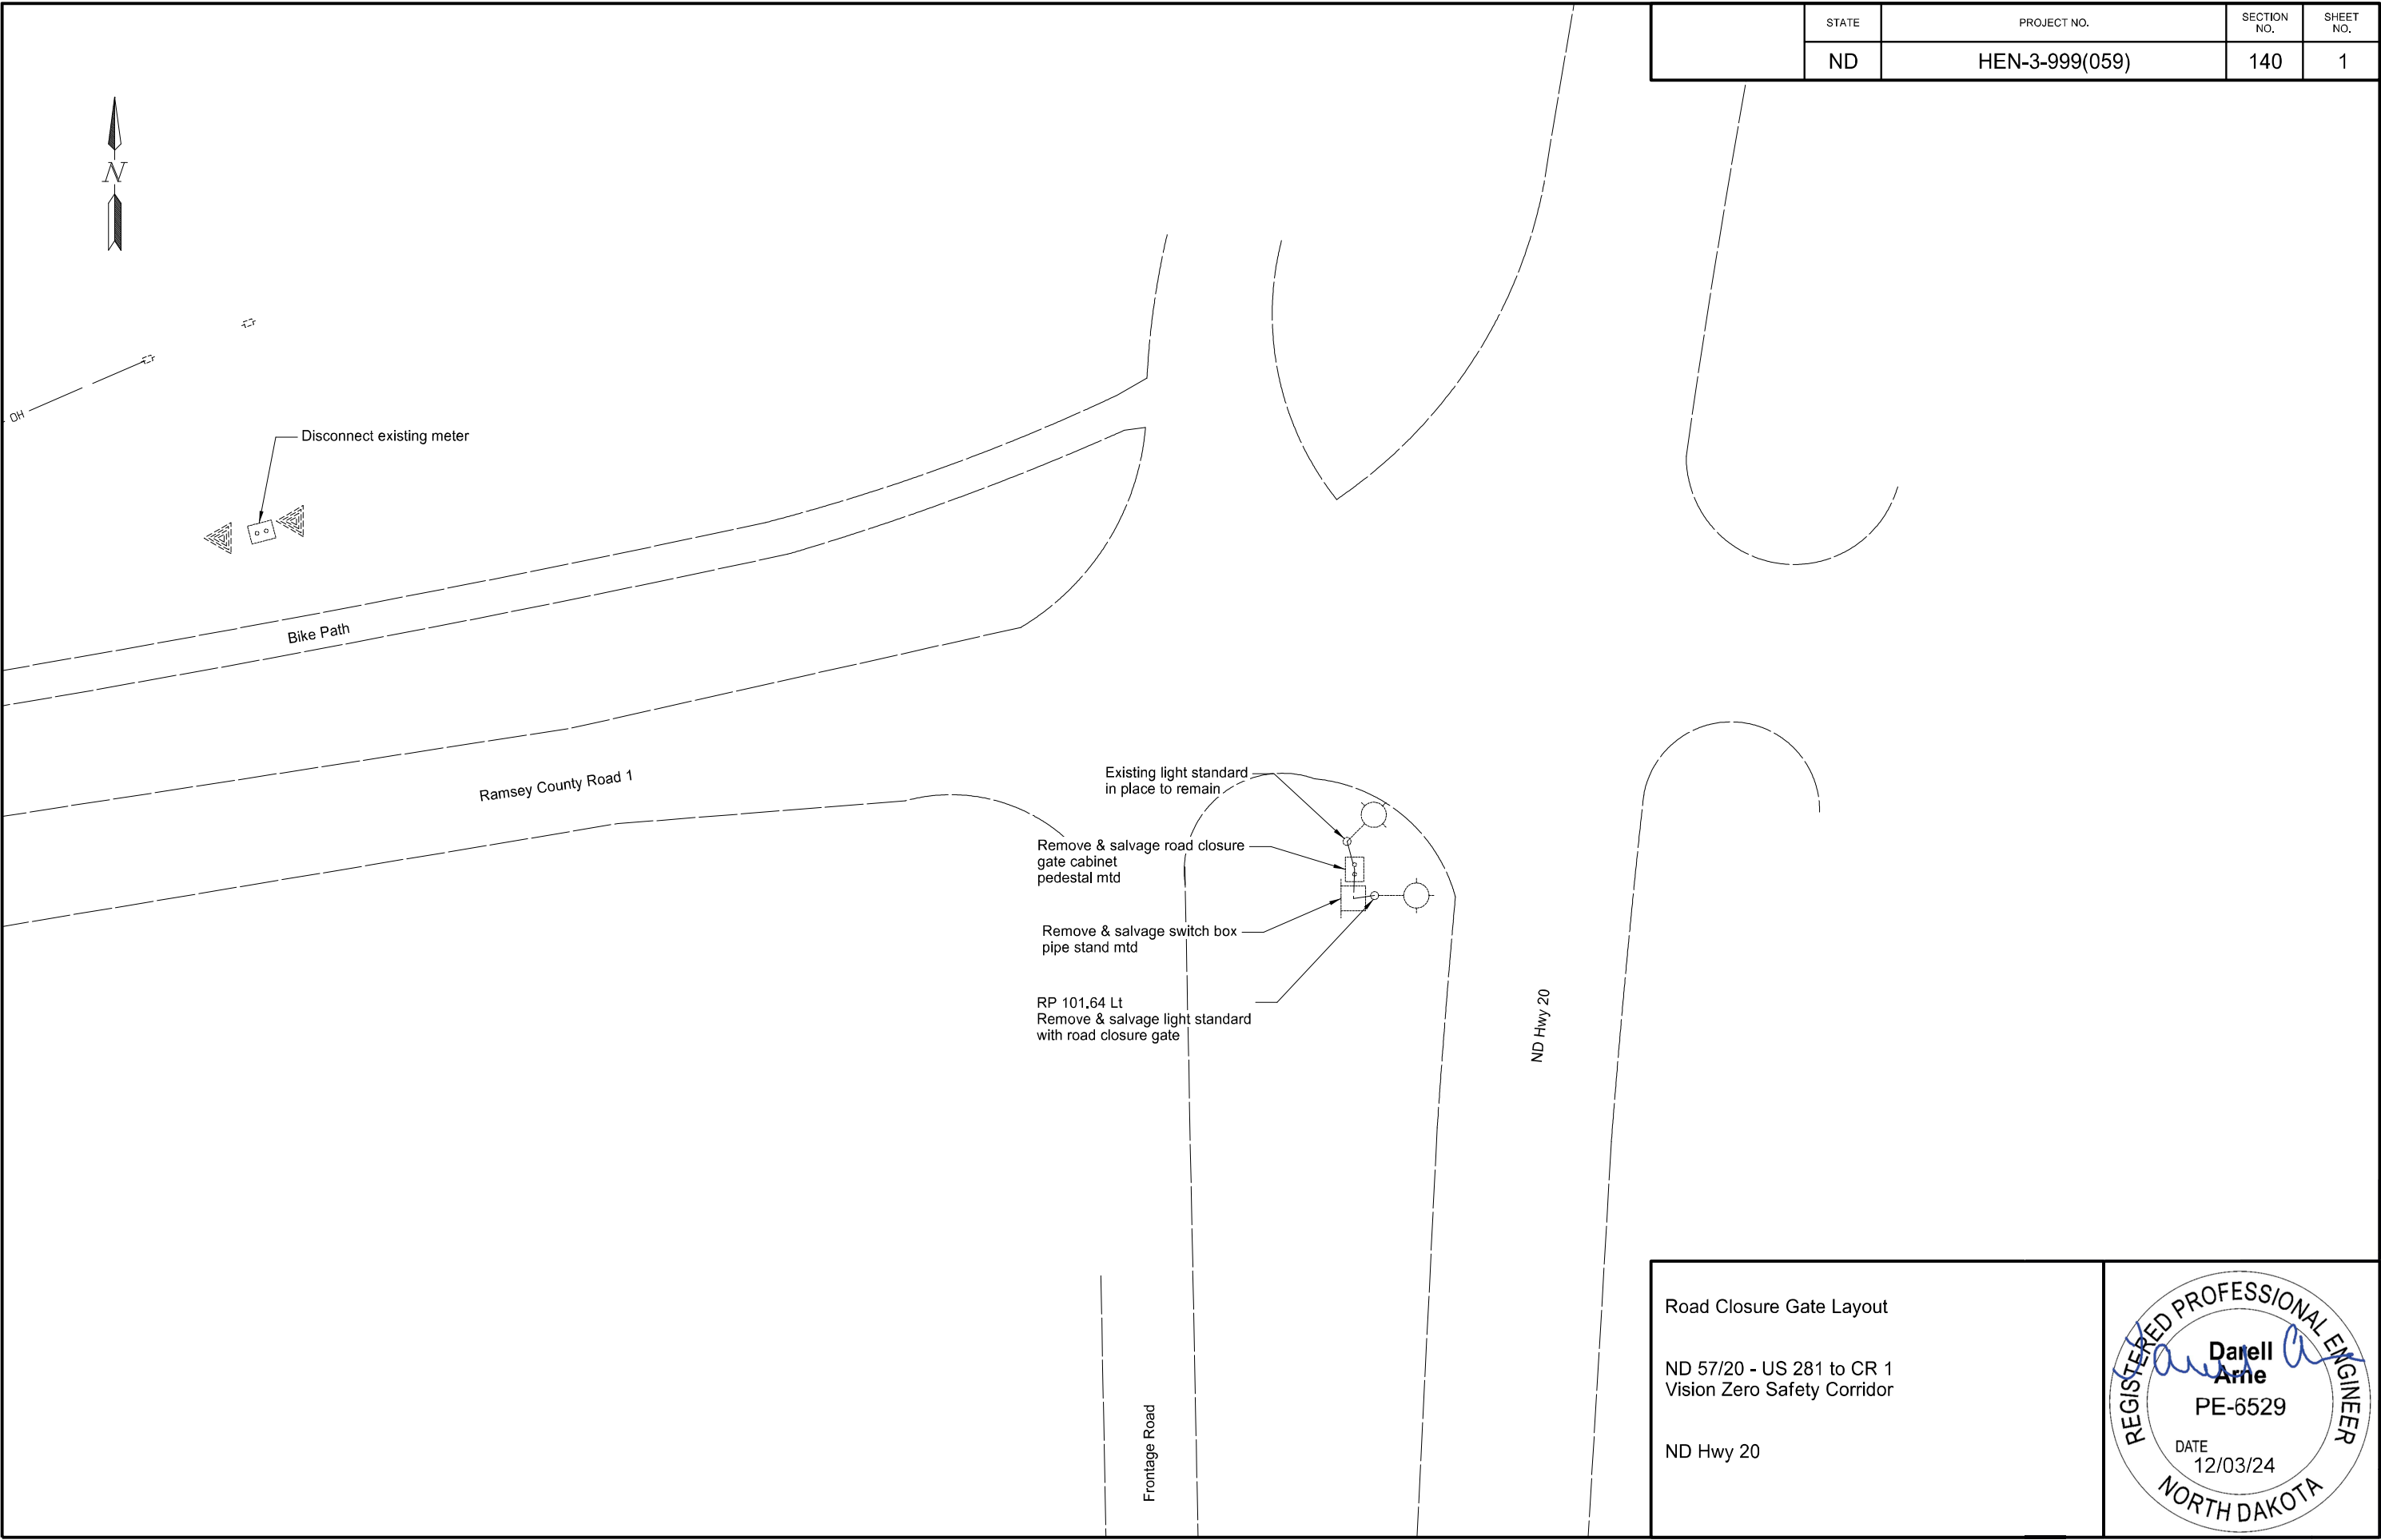 STATE
PROJECT NO.
SECTION NO.
SHEET NO.
ND
HEN-3-999(059)
140
1
N
OH
Disconnect existing meter
Bike Path
Ramsey County Road 1
Existing light standard
in place to remain
Remove & salvage road closure
gate cabinet
pedestal mtd
Remove & salvage switch box
pipe stand mtd
RP 101.64 Lt
Remove & salvage light standard
with road closure gate
ND Hwy 20
Frontage Road
Road Closure Gate Layout
ND 57/20 - US 281 to CR 1
Vision Zero Safety Corridor
ND Hwy 20
REGISTERED PROFESSIONAL ENGINEER
Darell
Arne
PE-6529
DATE
12/03/24
NORTH DAKOTA